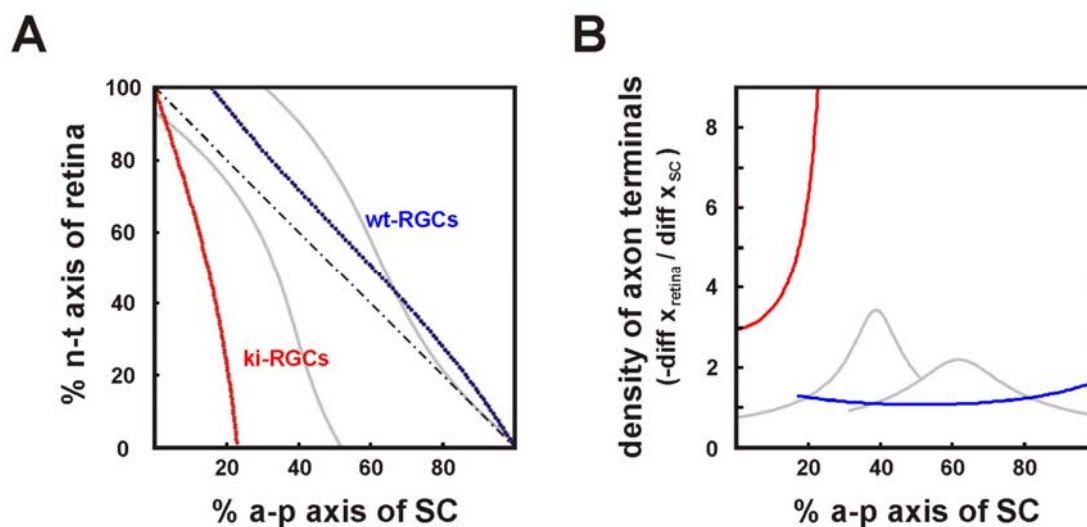 A
% n-t axis of retina
100
80
60
40
20
0
wt-RGCs
ki-RGCs
20 40 60 80
% a-p axis of SC
B
density of axon terminals
(-diff x retina / diff x SC)
8
6
4
2
0
20 40 60 80
% a-p axis of SC